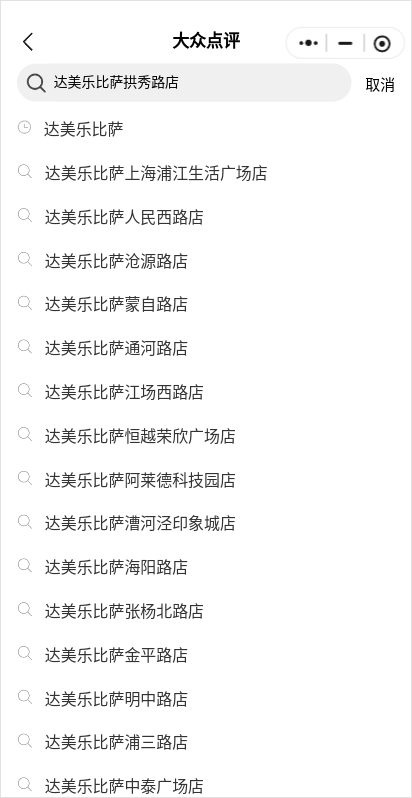 大众点评
达美乐比萨拱秀路店
取消
达美乐比萨
达美乐比萨上海浦江生活广场店
达美乐比萨人民西路店
达美乐比萨沧源路店
达美乐比萨蒙自路店
达美乐比萨通河路店
达美乐比萨江场西路店
达美乐比萨恒越荣欣广场店
达美乐比萨阿莱德科技园店
达美乐比萨漕河泾印象城店
达美乐比萨海阳路店
达美乐比萨张杨北路店
达美乐比萨金平路店
达美乐比萨明中路店
达美乐比萨浦三路店
达美乐比萨中泰广场店